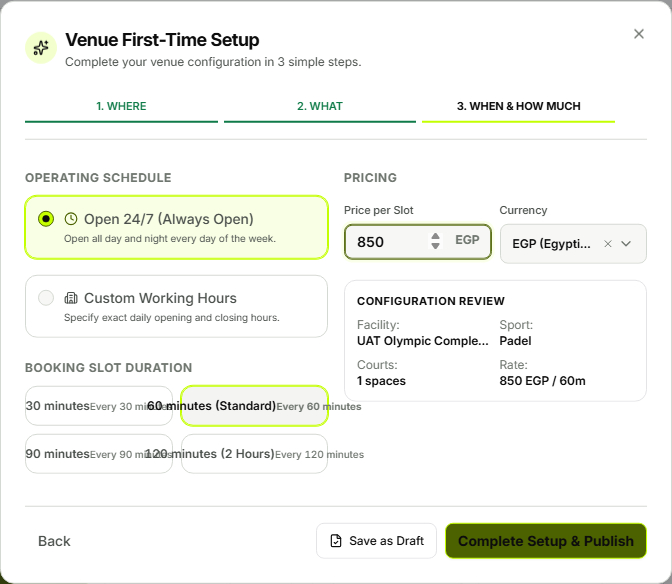 Venue First-Time Setup
Complete your venue configuration in 3 simple steps.
1. WHERE
2. WHAT
3. WHEN & HOW MUCH
OPERATING SCHEDULE
Open 24/7 (Always Open)
Open all day and night every day of the week.
Custom Working Hours
Specify exact daily opening and closing hours.
BOOKING SLOT DURATION
30 minutes Every 30
60 minutes (Standard) Every 60 minutes
90 minutes Every 90
120 minutes (2 Hours) Every 120 minutes
PRICING
Price per Slot
850 EGP
Currency
EGP (Egypti...
CONFIGURATION REVIEW
Facility:
UAT Olympic Comple...
Sport:
Padel
Courts:
1 spaces
Rate:
850 EGP / 60m
Back
Save as Draft
Complete Setup & Publish